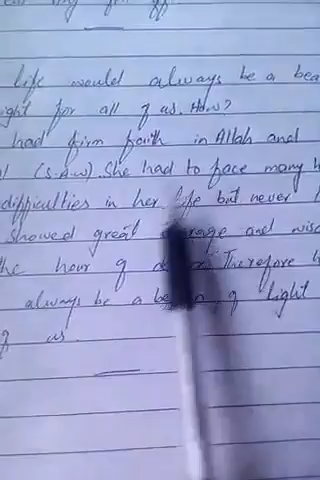 life would always be a bea
ight for all of us. How?
had firm faith in Allah and
(S.A.W). She had to face many
difficulties in her life but never
showed great and wis
the hour of Therefore
always be a of light
of us.